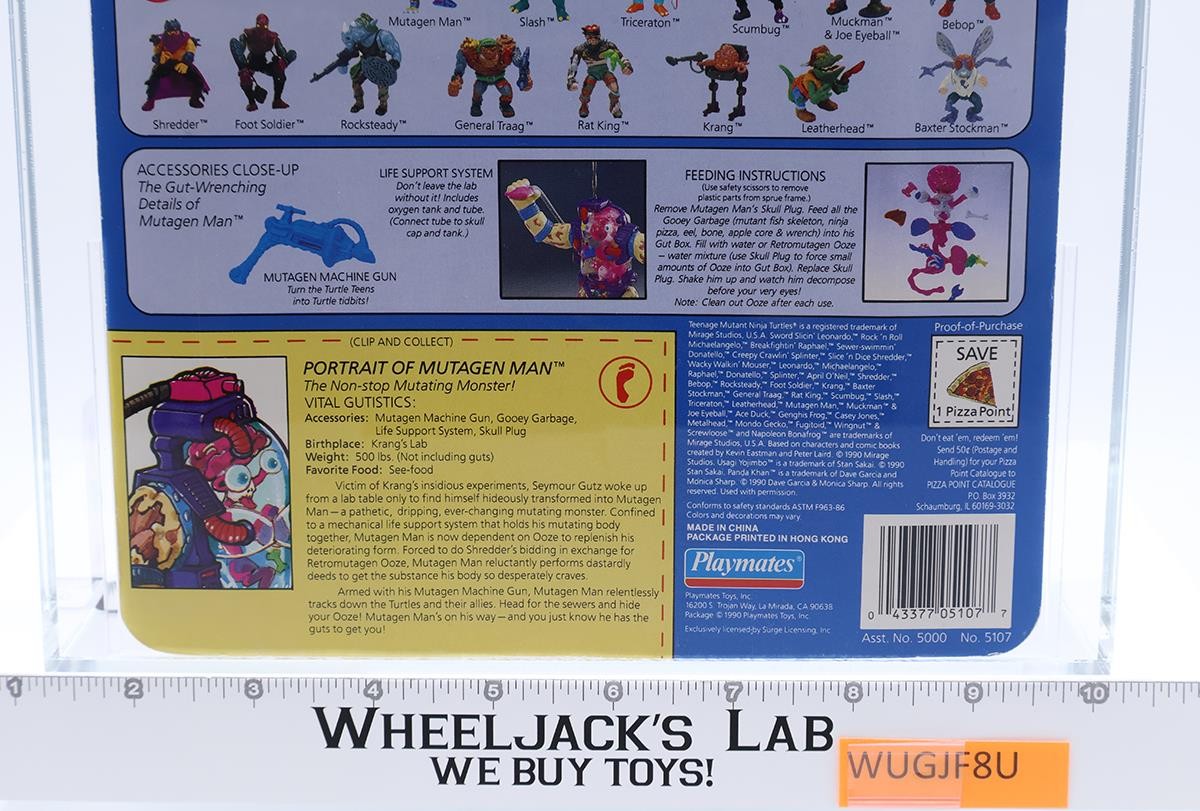 Mutagen Man™
Slash™
Triceraton™
Scumbug™
Muckman™
& Joe Eyeball™
Bebop™
Shredder™
Foot Soldier™
Rocksteady™
General Traag™
Rat King™
Krang™
Leatherhead™
Baxter Stockman™
ACCESSORIES CLOSE-UP
The Gut-Wrenching
Details of
Mutagen Man™
MUTAGEN MACHINE GUN
Turn the Turtle Teens
into Turtle tidbits!
LIFE SUPPORT SYSTEM
Don't leave the lab
without it! Includes
oxygen tank and tube.
(Connect tube to skull
cap and tank.)
FEEDING INSTRUCTIONS
(Use safety scissors to remove
plastic parts from sprue frame.)
Remove Mutagen Man's Skull Plug. Feed all the
Gooey Garbage (mutant fish skeleton, ninja
pizza, eel, bone, apple core & wrench) into his
Gut Box. Fill with water or Retromutagen Ooze
– water mixture (use Skull Plug to force small
amounts of Ooze into Gut Box). Replace Skull
Plug. Shake him up and watch him decompose
before your very eyes!
Note: Clean out Ooze after each use.
(CLIP AND COLLECT)
PORTRAIT OF MUTAGEN MAN™
The Non-stop Mutating Monster!
VITAL GUTISTICS:
Accessories: Mutagen Machine Gun, Gooey Garbage,
Life Support System, Skull Plug
Birthplace: Krang's Lab
Weight: 500 lbs. (Not including guts)
Favorite Food: See-food
Victim of Krang's insidious experiments, Seymour Gutz woke up
from a lab table only to find himself hideously transformed into Mutagen
Man — a pathetic, dripping, ever-changing mutating monster. Confined
to a mechanical life support system that holds his mutating body
together, Mutagen Man is now dependent on Ooze to replenish his
deteriorating form. Forced to do Shredder's bidding in exchange for
Retromutagen Ooze, Mutagen Man reluctantly performs dastardly
deeds to get the substance his body so desperately craves.
Armed with his Mutagen Machine Gun, Mutagen Man relentlessly
tracks down the Turtles and their allies. Head for the sewers and hide
your Ooze! Mutagen Man's on his way — and you just know he has the
guts to get you!
Teenage Mutant Ninja Turtles® is a registered trademark of
Mirage Studios, U.S.A. Sword Slicin' Leonardo,™ Rock 'n Roll
Michaelangelo,™ Breakfightin' Raphael,™ Sewer-swimmin'
Donatello,™ Creepy Crawlin' Splinter,™ Slice 'n Dice Shredder,™
Wacky Walkin' Mouser,™ Leonardo,™ Michaelangelo,™
Raphael,™ Donatello,™ Splinter,™ April O'Neil,™ Shredder,™
Bebop,™ Rocksteady,™ Foot Soldier,™ Krang,™ Baxter
Stockman,™ General Traag,™ Rat King,™ Scumbug,™ Slash,™
Triceraton,™ Leatherhead,™ Mutagen Man,™ Muckman™ &
Joe Eyeball,™ Ace Duck,™ Genghis Frog,™ Casey Jones,™
Metalhead,™ Mondo Gecko,™ Fugitoid,™ Wingnut™ &
Screwloose™ and Napoleon Bonafrog™ are trademarks of
Mirage Studios, U.S.A. Based on characters and comic books
created by Kevin Eastman and Peter Laird. © 1990 Mirage
Studios. Usagi Yojimbo™ is a trademark of Stan Sakai. © 1990
Stan Sakai. Panda Khan™ is a trademark of Dave Garcia and
Monica Sharp. © 1990 Dave Garcia & Monica Sharp. All rights
reserved. Used with permission.
Conforms to safety standards ASTM F963-86
Colors and decorations may vary.
MADE IN CHINA
PACKAGE PRINTED IN HONG KONG
Playmates®
Playmates Toys, Inc.
16200 S. Trojan Way, La Mirada, CA 90638
Package © 1990 Playmates Toys, Inc.
Exclusively licensed by Surge Licensing, Inc.
Proof-of-Purchase
SAVE
1 Pizza Point
Don't eat 'em, redeem 'em!
Send 50¢ (Postage and
Handling) for your Pizza
Point Catalogue to
PIZZA POINT CATALOGUE
P.O. Box 3932
Schaumburg, IL 60169-3032
0 43377 05107 7
Asst. No. 5000 No. 5107
1 2 3 4 5 6 7 8 9 10
WHEELJACK'S LAB
WE BUY TOYS!
WUGJF8U